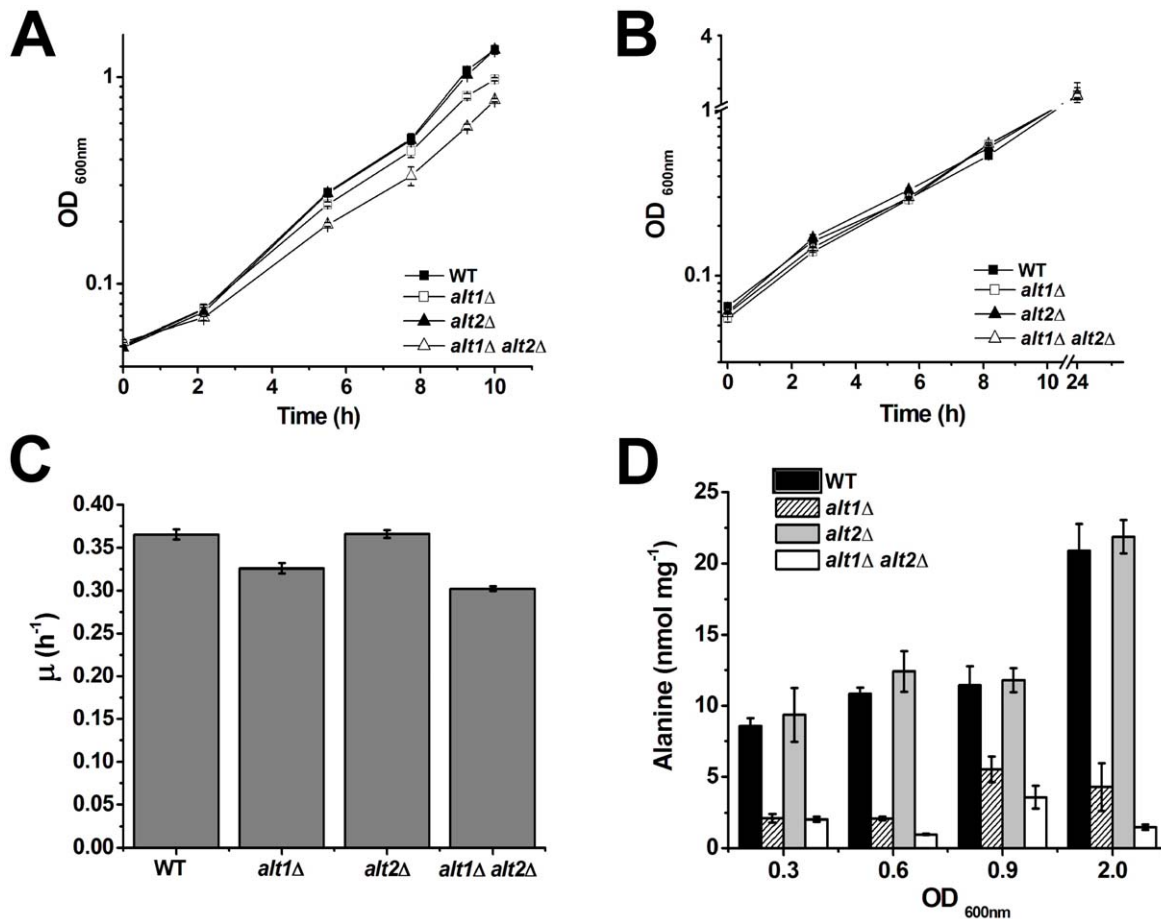 A
OD 600nm
1
0.1
0 2 4 6 8 10
Time (h)
WT
alt1Δ
alt2Δ
alt1Δ alt2Δ
B
OD 600nm
4
1
0.1
0 2 4 6 8 10 24
Time (h)
WT
alt1Δ
alt2Δ
alt1Δ alt2Δ
C
μ (h-1)
0.40
0.35
0.30
0.25
0.20
0.15
0.10
0.05
0.00
WT alt1Δ alt2Δ alt1Δ alt2Δ
D
WT
alt1Δ
alt2Δ
alt1Δ alt2Δ
Alanine (nmol mg-1)
25
20
15
10
5
0
0.3 0.6 0.9 2.0
OD 600nm